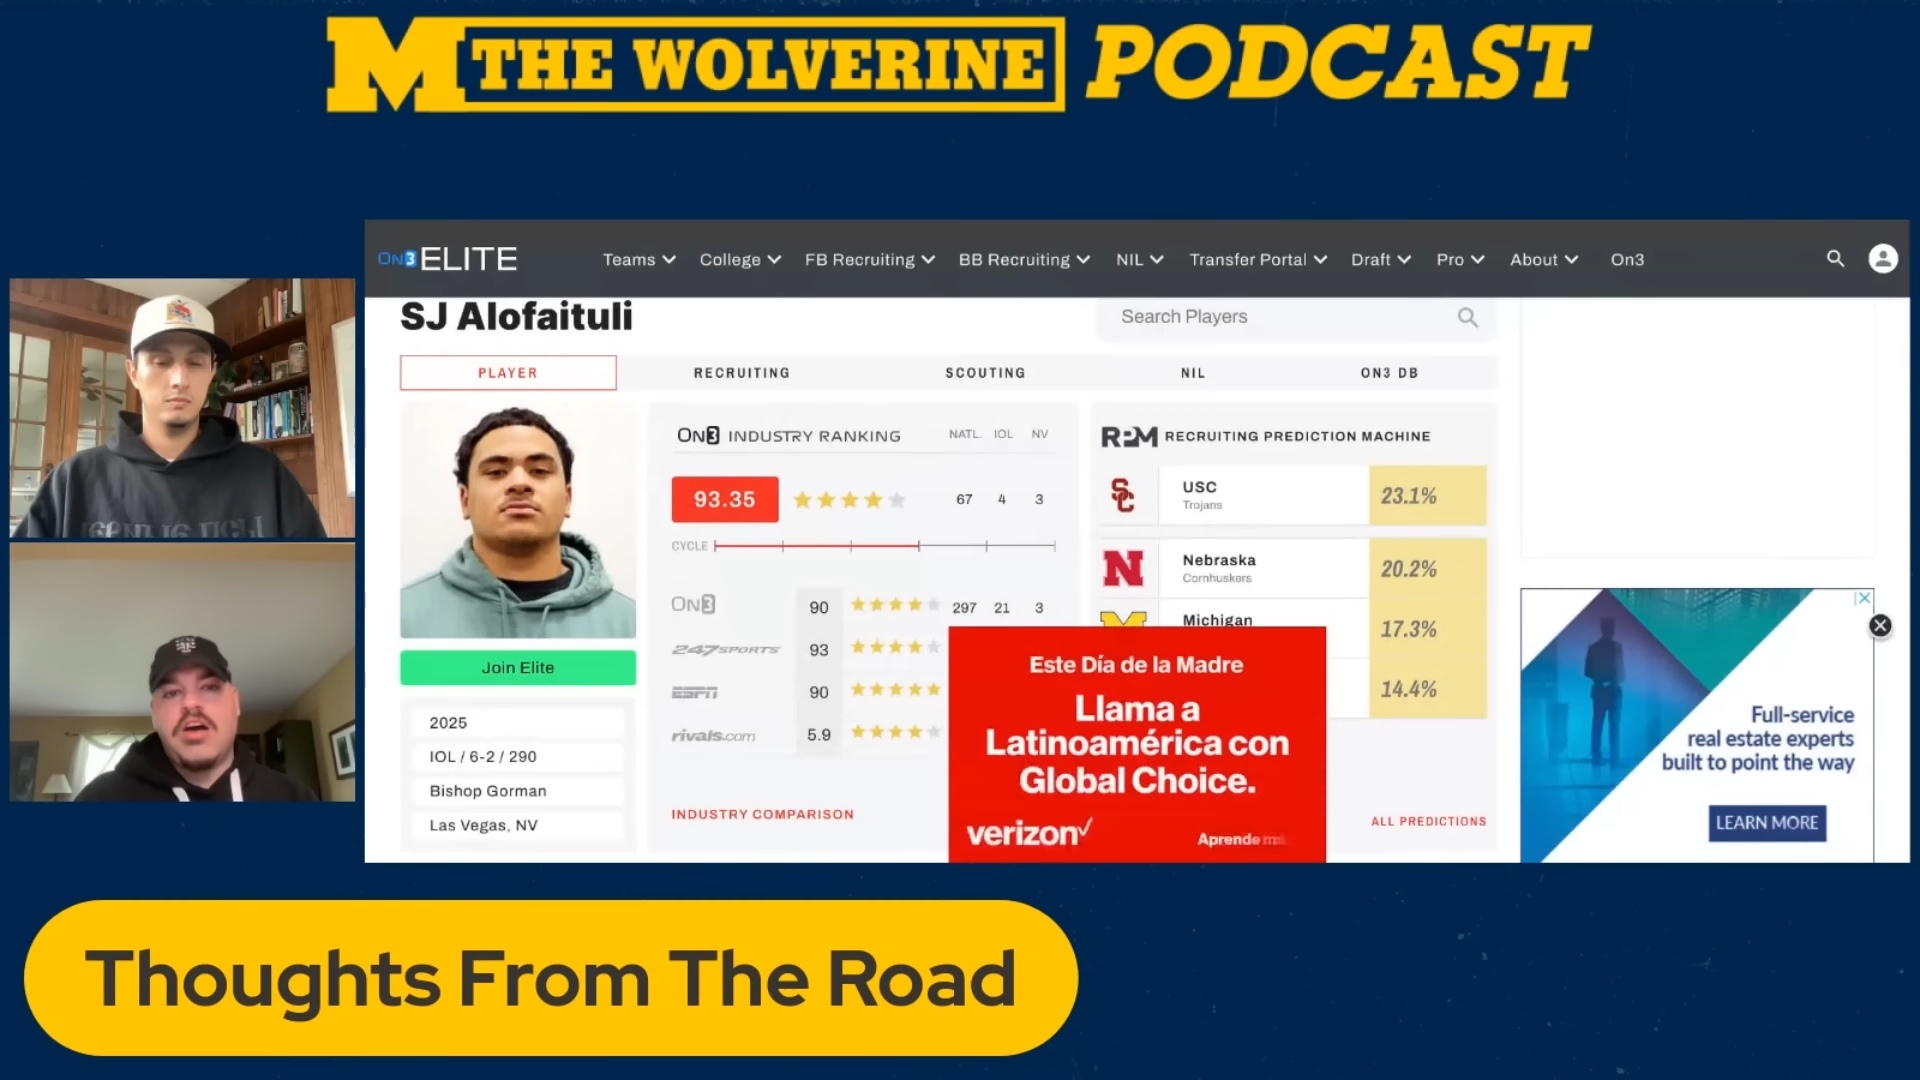 M THE WOLVERINE PODCAST
ON3 ELITE
Teams
College
FB Recruiting
BB Recruiting
NIL
Transfer Portal
Draft
Pro
About
On3
SJ Alofaituli
Search Players
PLAYER
RECRUITING
SCOUTING
NIL
ON3 DB
Join Elite
2025
IOL / 6-2 / 290
Bishop Gorman
Las Vegas, NV
ON3 INDUSTRY RANKING NATL. IOL NV
93.35 67 4 3
CYCLE
ON3 90 297 21 3
247SPORTS 93
ESPN 90
rivals.com 5.9
INDUSTRY COMPARISON
RPM RECRUITING PREDICTION MACHINE
USC 23.1%
Trojans
Nebraska 20.2%
Cornhuskers
Michigan 17.3%
14.4%
ALL PREDICTIONS
Este Día de la Madre
Llama a
Latinoamérica con
Global Choice.
verizon
Aprende
Full-service
real estate experts
built to point the way
LEARN MORE
Thoughts From The Road